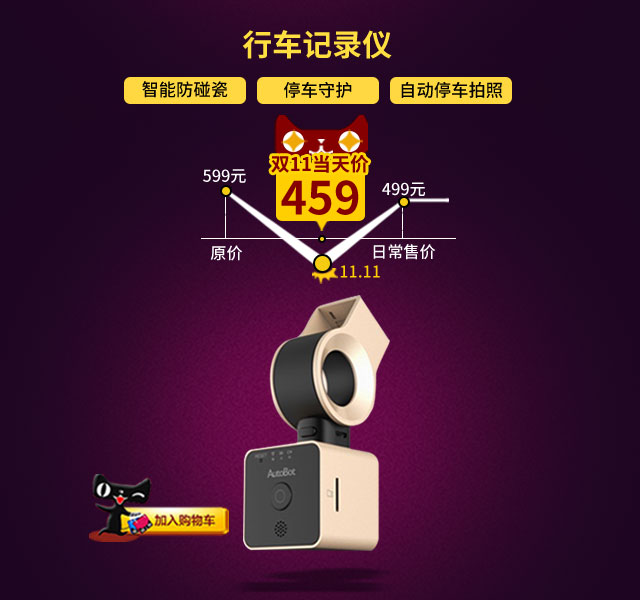 行车记录仪
智能防碰瓷 停车守护 自动停车拍照
双11当天价
459
599元 499元
原价 日常售价
11.11
RESET
AutoBot
加入购物车